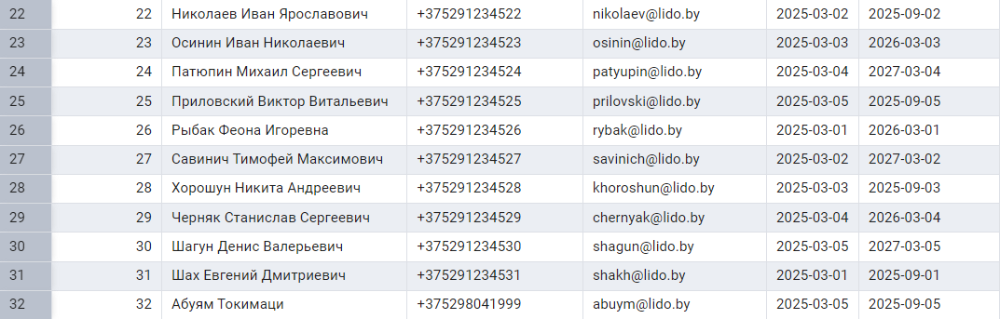 22 22 Николаев Иван Ярославович +375291234522 nikolaev@lido.by 2025-03-02 2025-09-02
23 23 Осинин Иван Николаевич +375291234523 osinin@lido.by 2025-03-03 2026-03-03
24 24 Патюпин Михаил Сергеевич +375291234524 patyupin@lido.by 2025-03-04 2027-03-04
25 25 Приловский Виктор Витальевич +375291234525 prilovski@lido.by 2025-03-05 2025-09-05
26 26 Рыбак Феона Игоревна +375291234526 rybak@lido.by 2025-03-01 2026-03-01
27 27 Савинич Тимофей Максимович +375291234527 savinich@lido.by 2025-03-02 2027-03-02
28 28 Хорошун Никита Андреевич +375291234528 khoroshun@lido.by 2025-03-03 2025-09-03
29 29 Черняк Станислав Сергеевич +375291234529 chernyak@lido.by 2025-03-04 2026-03-04
30 30 Шагун Денис Валерьевич +375291234530 shagun@lido.by 2025-03-05 2027-03-05
31 31 Шах Евгений Дмитриевич +375291234531 shakh@lido.by 2025-03-01 2025-09-01
32 32 Абуям Токимаци +375298041999 abuym@lido.by 2025-03-05 2025-09-05